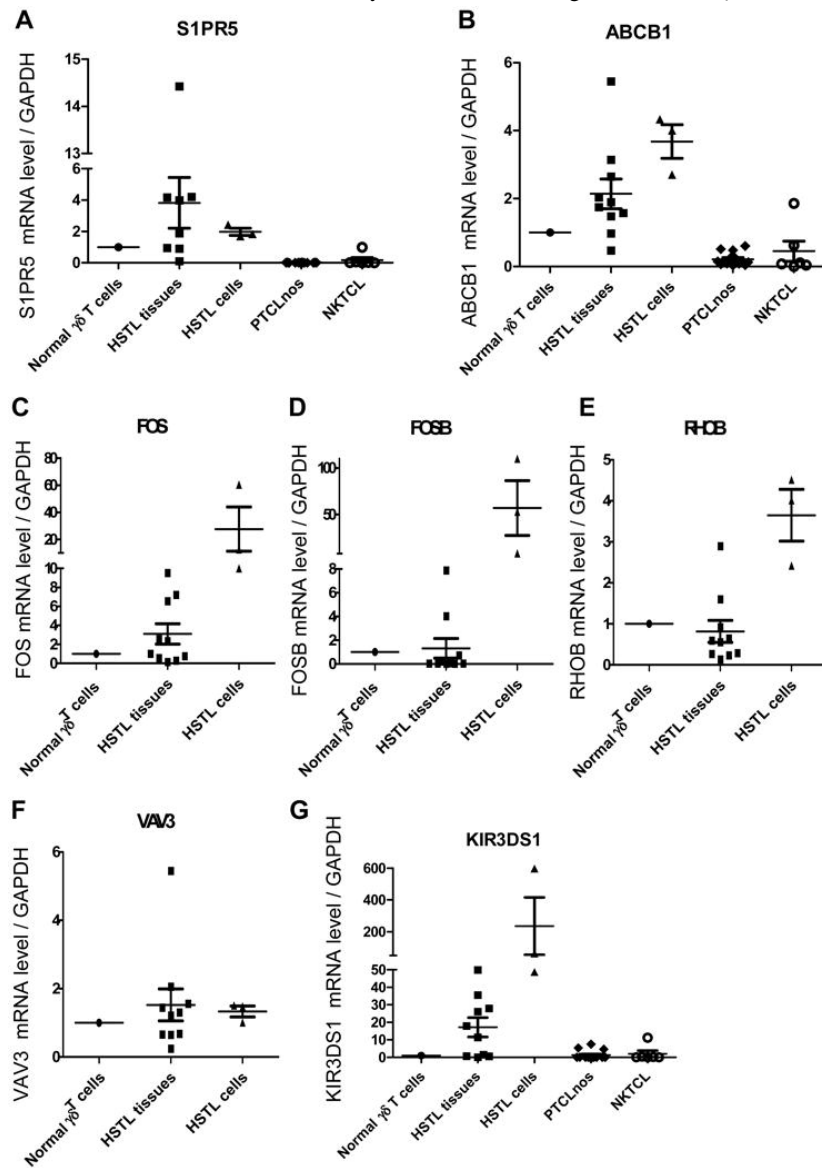 A
S1PR5
S1PR5 mRNA level / GAPDH
15
14
13
6
4
2
0
Normal γδ T cells
HSTL tissues
HSTL cells
PTCLnos
NKTCL
B
ABCB1
ABCB1 mRNA level / GAPDH
6
4
2
0
Normal γδ T cells
HSTL tissues
HSTL cells
PTCLnos
NKTCL
C
FOS
FOS mRNA level / GAPDH
80
60
40
20
10
8
6
4
2
0
Normal γδ T cells
HSTL tissues
HSTL cells
D
FOSB
FOSB mRNA level / GAPDH
100
50
8
6
4
2
0
Normal γδ T cells
HSTL tissues
HSTL cells
E
RHOB
RHOB mRNA level / GAPDH
5
4
3
2
1
0
Normal γδ T cells
HSTL tissues
HSTL cells
F
VAV3
VAV3 mRNA level / GAPDH
6
4
2
0
Normal γδ T cells
HSTL tissues
HSTL cells
G
KIR3DS1
KIR3DS1 mRNA level / GAPDH
600
400
200
50
40
30
20
10
0
Normal γδ T cells
HSTL tissues
HSTL cells
PTCLnos
NKTCL